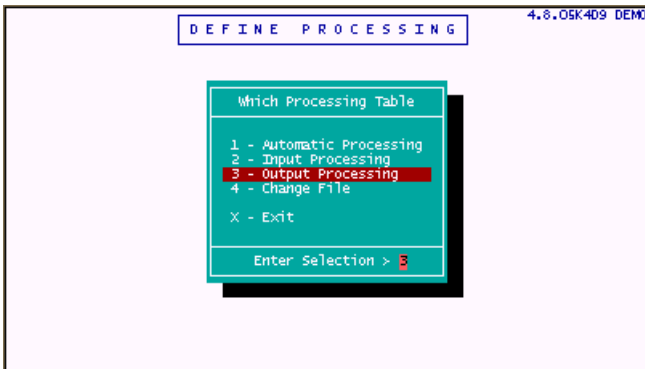 4.8.05K4D9 DEMO
D E F I N E   P R O C E S S I N G
Which Processing Table
1 - Automatic Processing
2 - Input Processing
3 - Output Processing
4 - Change File
X - Exit
Enter Selection > 3